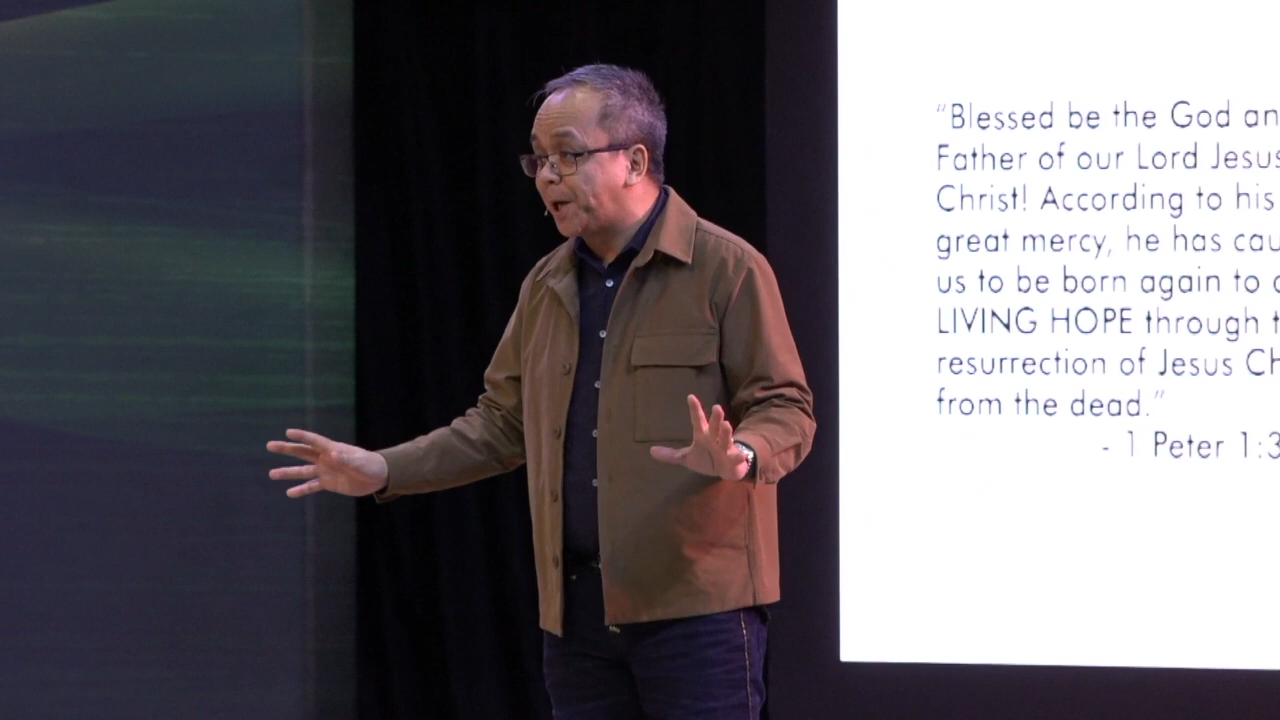 “Blessed be the God an
Father of our Lord Jesus
Christ! According to his
great mercy, he has cau
us to be born again to
LIVING HOPE through t
resurrection of Jesus Ch
from the dead.”
- 1 Peter 1:3